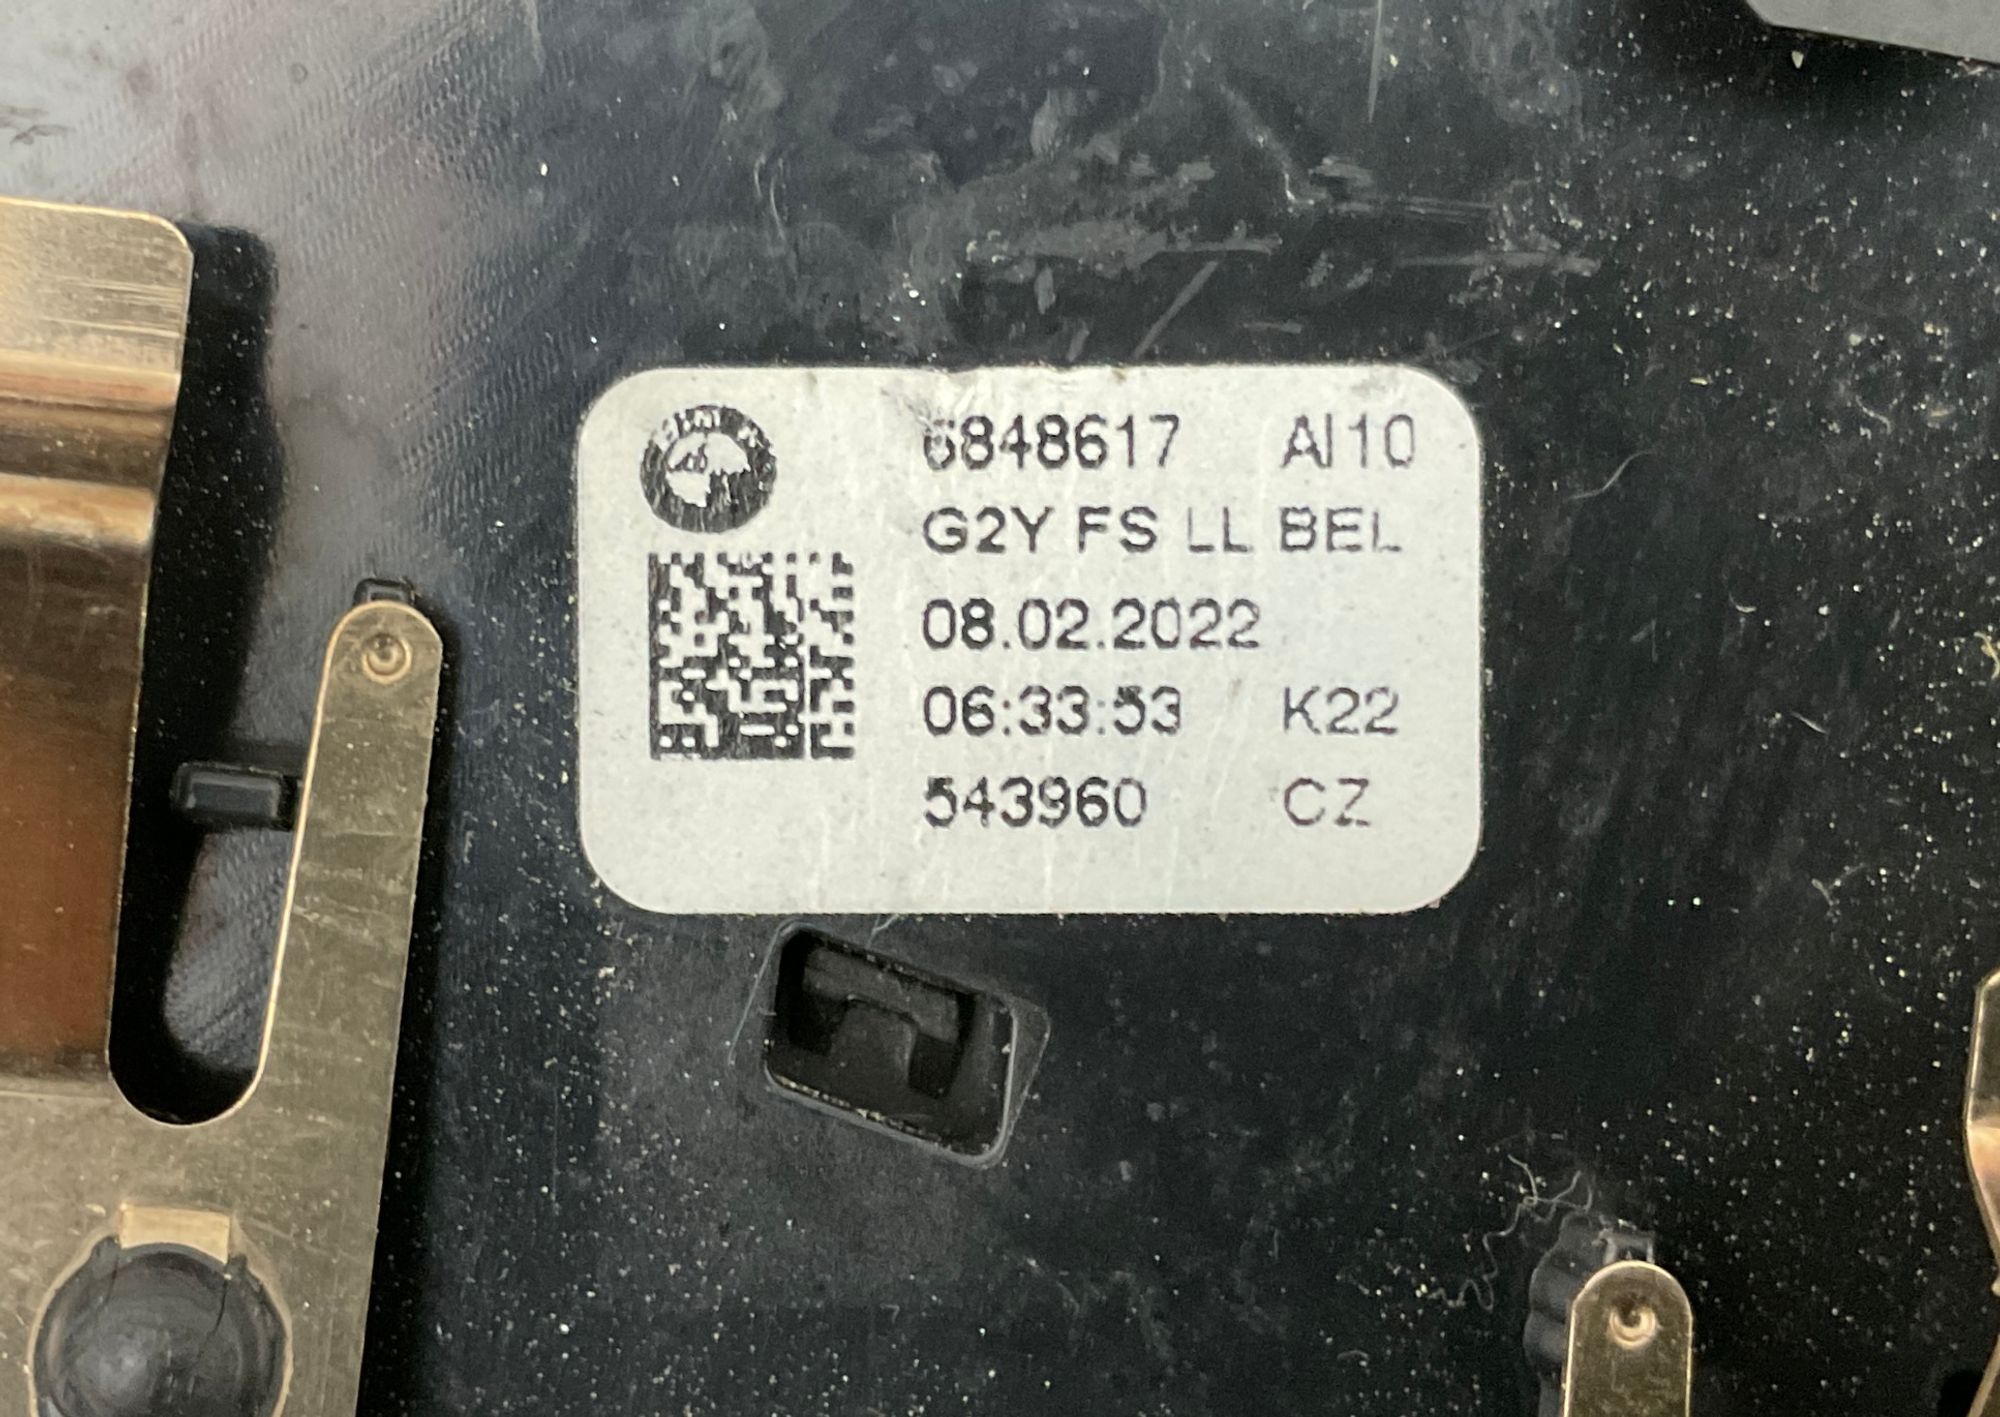 6848617 AI10
G2Y FS LL BEL
08.02.2022
06:33:53 K22
543960 CZ